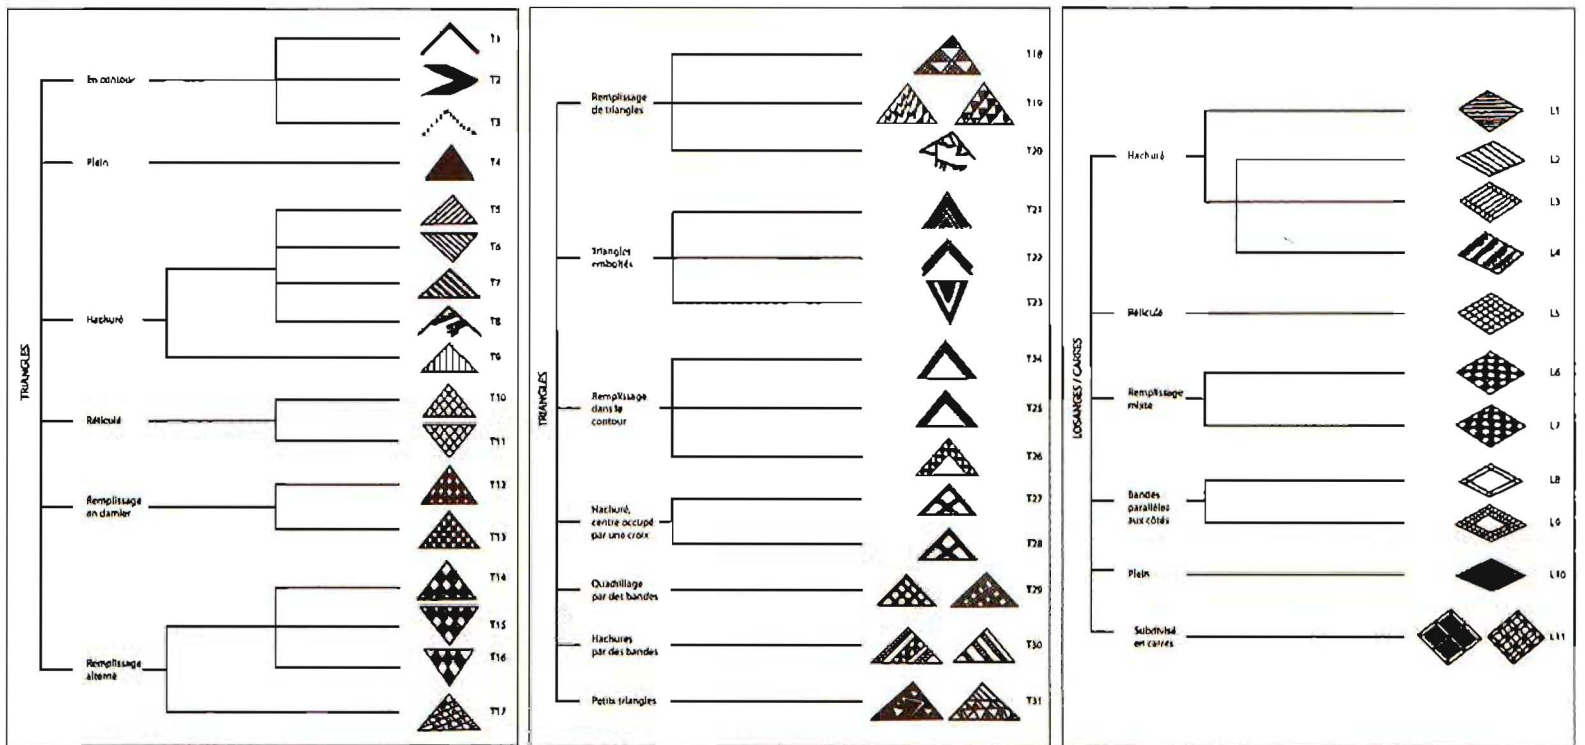 TRIANGLES
En contour
T1
T2
T3
Plein
T4
Hachuré
T5
T6
T7
T8
T9
Réticulé
T10
T11
Remplissage
en damier
T12
T13
Remplissage
alterné
T14
T15
T16
T17
TRIANGLES
Remplissage
de triangles
T18
T19
T20
Triangles
emboîtés
T21
T22
T23
Remplissage
dans le
contour
T24
T25
T26
Hachuré,
centre occupé
par une croix
T27
T28
Quadrillage
par des bandes
T29
Hachures
par des bandes
T30
Petits triangles
T31
LOSANGES / CARRES
Hachuré
L1
L2
L3
L4
Réticulé
L5
Remplissage
mixte
L6
L7
Bandes
parallèles
aux côtés
L8
L9
Plein
L10
Subdivisé
en carrés
L11